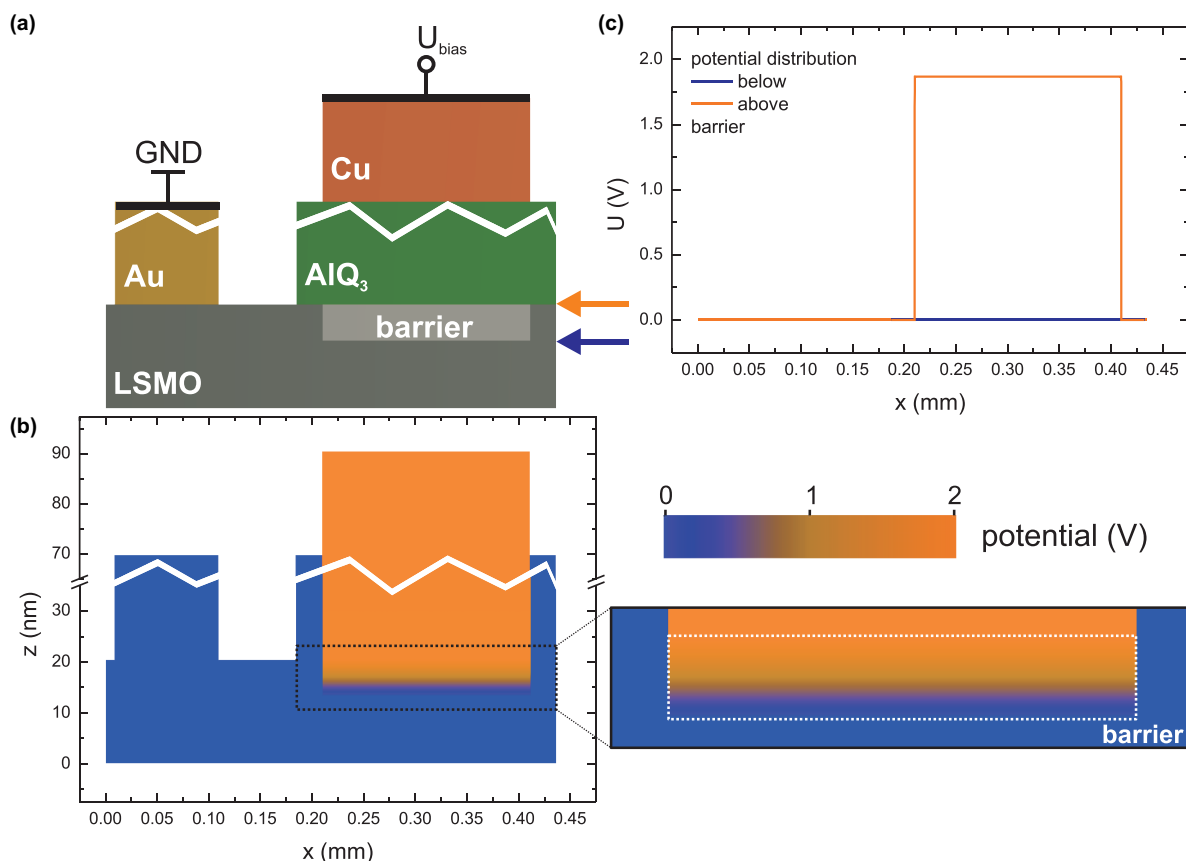 (a)
U bias
GND
Cu
Au
AlQ3
barrier
LSMO
(c)
potential distribution
below
above
barrier
2.0
1.5
1.0
0.5
0.0
U (V)
0.00 0.05 0.10 0.15 0.20 0.25 0.30 0.35 0.40 0.45
x (mm)
(b)
90
80
70
30
20
10
0
z (nm)
0.00 0.05 0.10 0.15 0.20 0.25 0.30 0.35 0.40 0.45
x (mm)
0 1 2
potential (V)
barrier